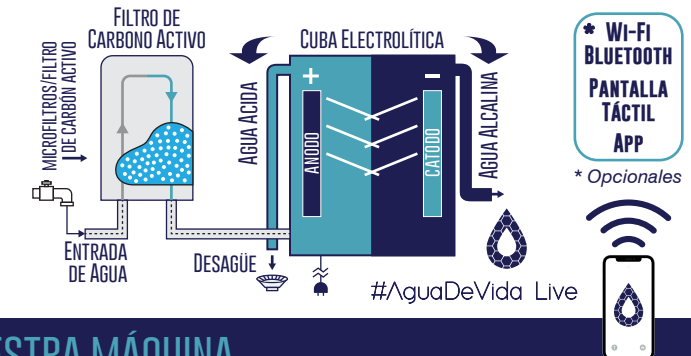 FILTRO DE
CARBONO ACTIVO
MICROFILTROS/FILTRO
DE CARBÓN ACTIVO
ENTRADA
DE AGUA
CUBA ELECTROLÍTICA
AGUA ACIDA
+
ANODO
-
CATODO
AGUA ALCALINA
DESAGÜE
#AguaDeVida Live
* WI-FI
BLUETOOTH
PANTALLA
TÁCTIL
APP
* Opcionales
ESTRA MÁQUINA